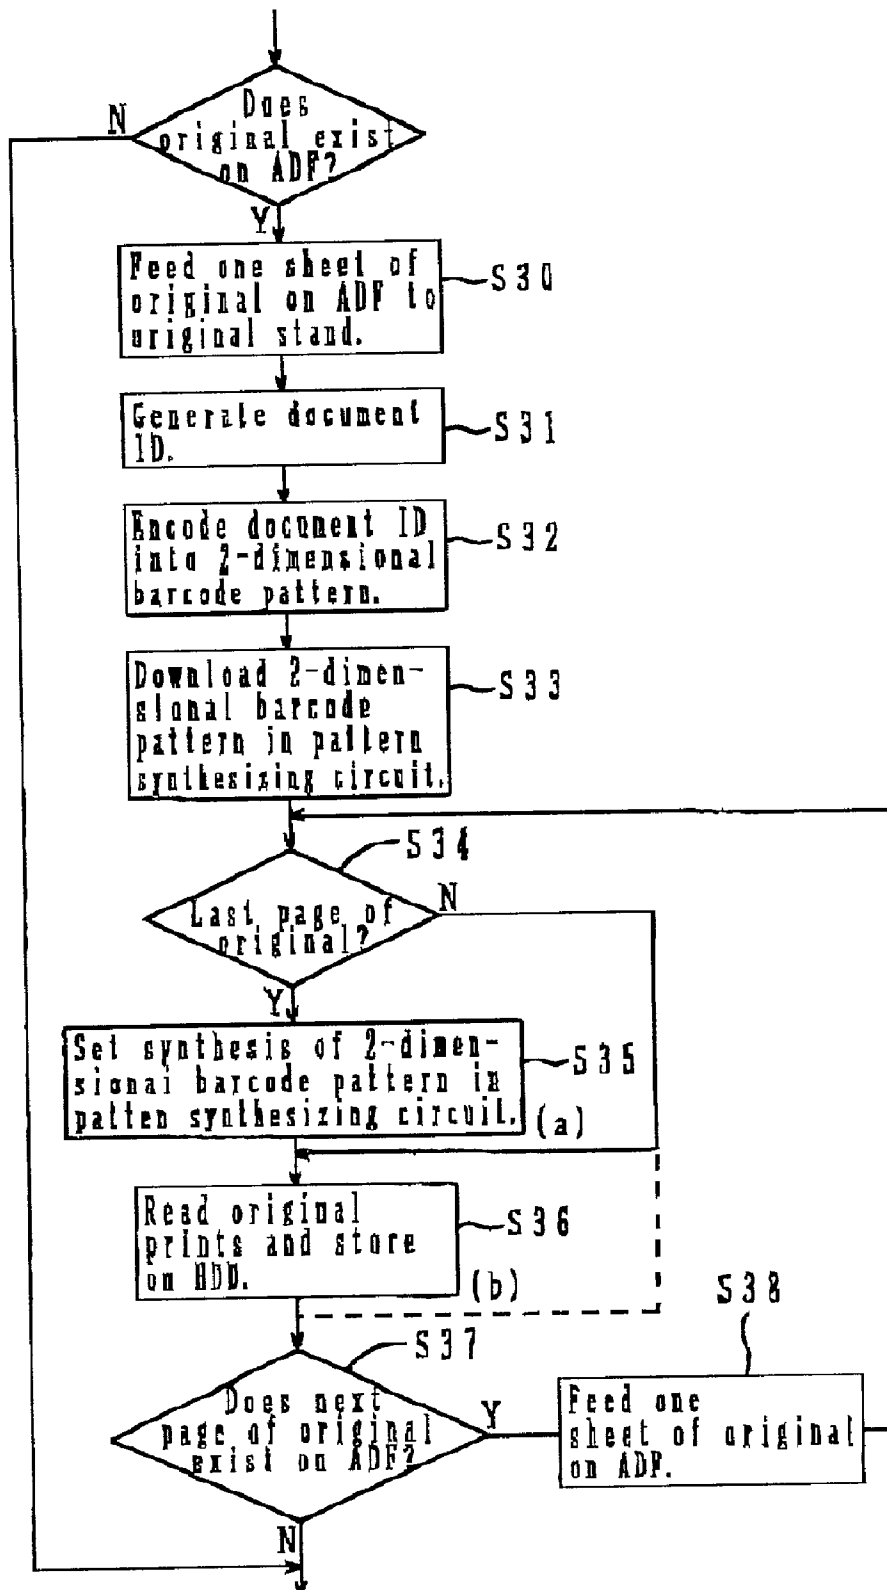 Does
N
original exist
on ADF?
Y
Feed one sheet of
original on ADF to
original stand.
S30
Generate document
ID.
S31
Encode document ID
into 2-dimensional
barcode pattern.
S32
Download 2-dimen-
sional barcode
pattern in pattern
synthesizing circuit.
S33
S34
Last page of
original?
N
Y
Set synthesis of 2-dimen-
sional barcode pattern in
patten synthesizing circuit.
S35
(a)
Read original
prints and store
on HDD.
S36
(b)
S37
Does next
page of original
exist on ADF?
Y
N
S38
Feed one
sheet of original
on ADF.